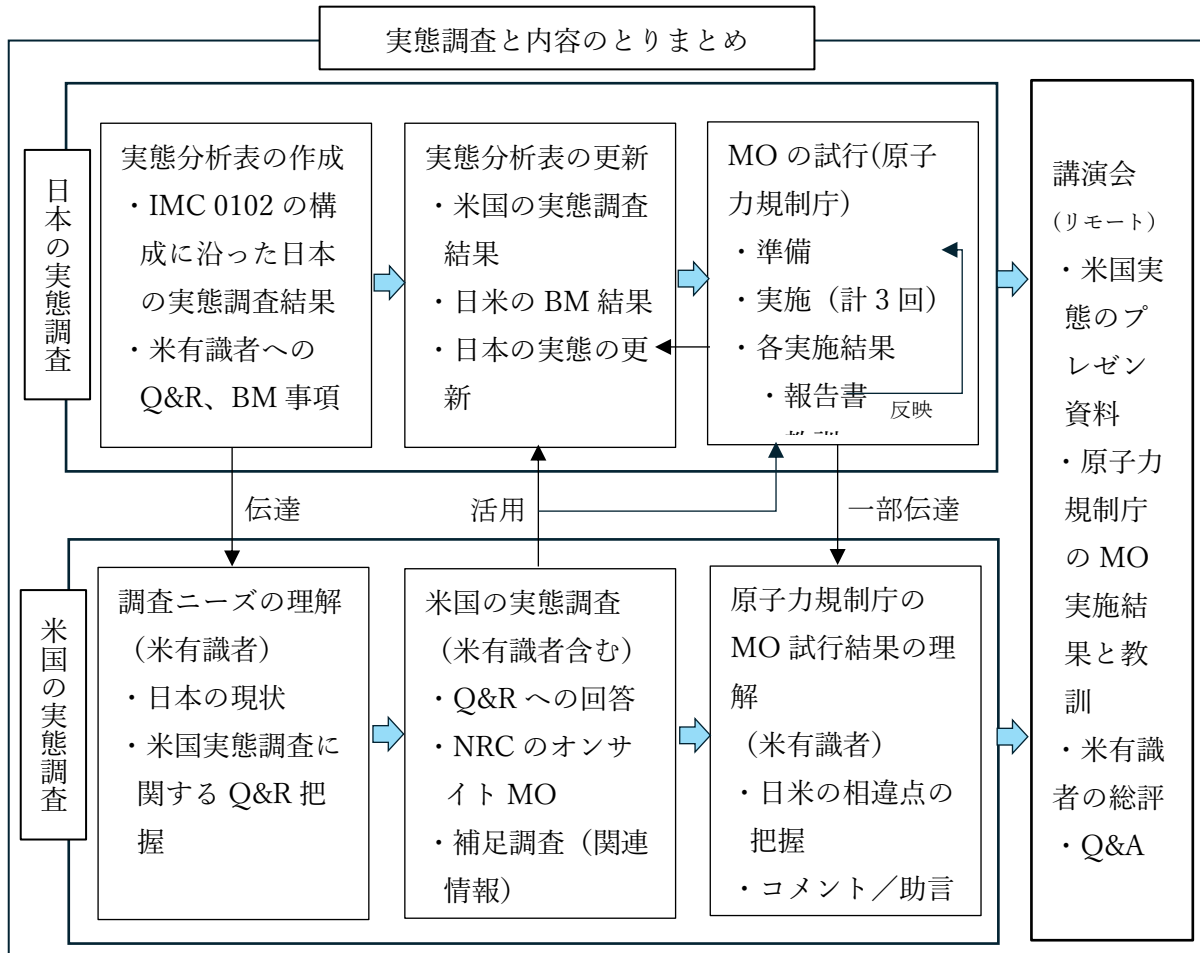 実態調査と内容のとりまとめ
日本の実態調査
実態分析表の作成
・IMC 0102 の構
成に沿った日本
の実態調査結果
・米有識者への
Q&R、BM 事項
実態分析表の更新
・米国の実態調査
結果
・日米の BM 結果
・日本の実態の更
新
MO の試行(原子
力規制庁)
・準備
・実施（計 3 回）
・各実施結果
・報告書
反映
伝達
活用
一部伝達
米国の実態調査
調査ニーズの理解
（米有識者）
・日本の現状
・米国実態調査に
関する Q&R 把
握
米国の実態調査
（米有識者含む）
・Q&R への回答
・NRC のオンサ
イト MO
・補足調査（関連
情報）
原子力規制庁の
MO 試行結果の理
解
（米有識者）
・日米の相違点の
把握
・コメント／助言
講演会
（リモート）
・米国実
態のプ
レゼン
資料
・原子力
規制庁
の MO
実施結
果と教
訓
・米有識
者の総評
・Q&A